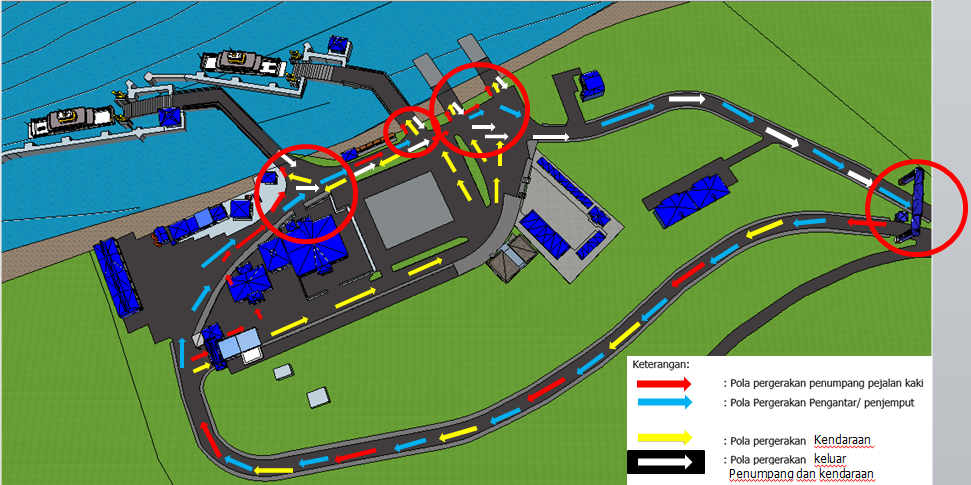 Keterangan:
: Pola pergerakan penumpang pejalan kaki
: Pola Pergerakan Pengantar/ penjemput
: Pola pergerakan Kendaraan
: Pola pergerakan keluar
Penumpang dan kendaraan